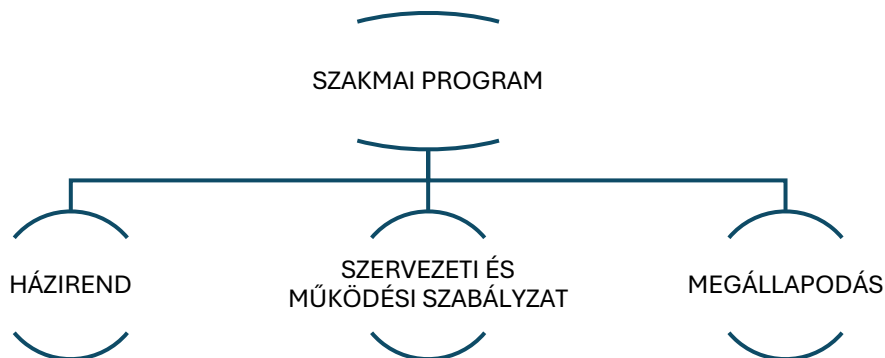 SZAKMAI PROGRAM
HÁZIREND
SZERVEZETI ÉS
MŰKÖDÉSI SZABÁLYZAT
MEGÁLLAPODÁS